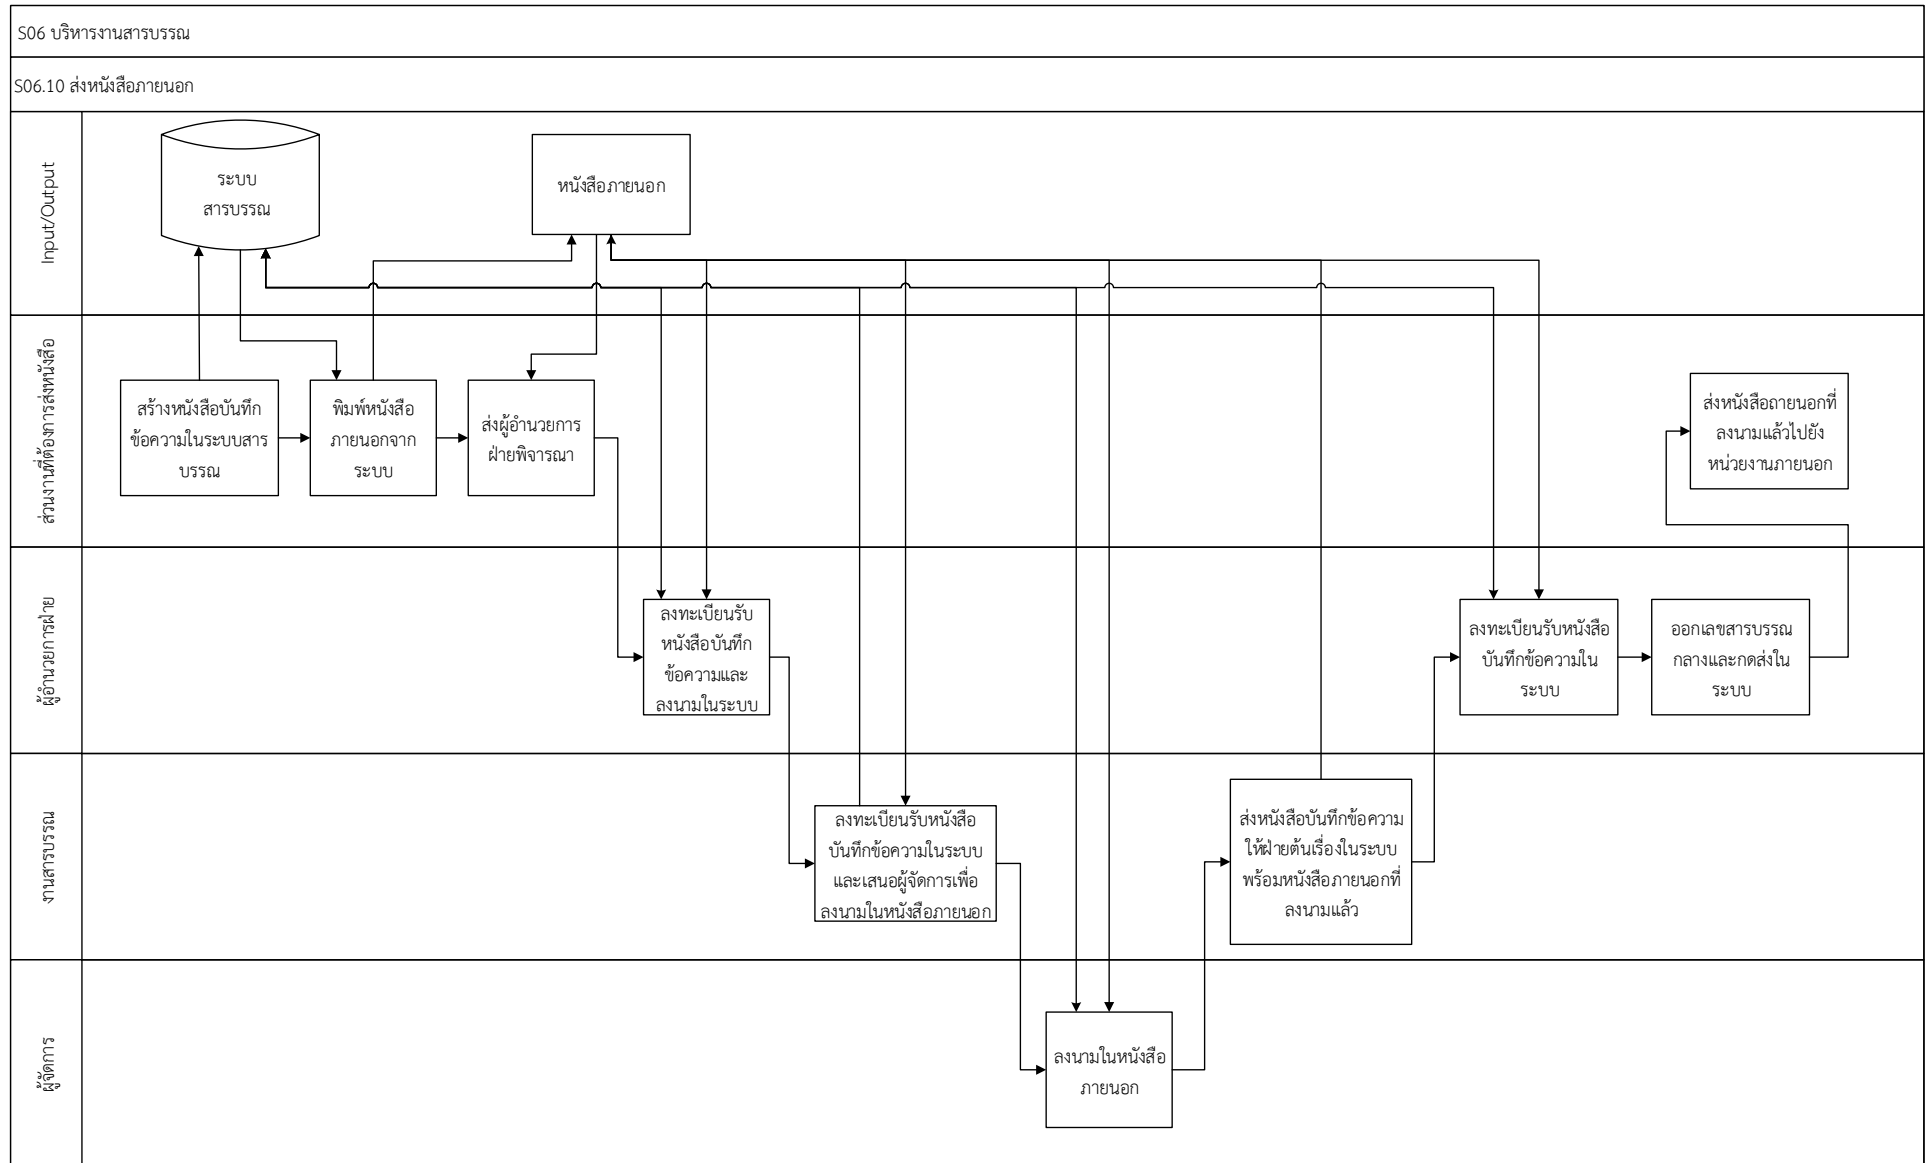 S06 บริหารงานสารบรรณ
S06.10 ส่งหนังสือภายนอก
Input/Output
ระบบ
สารบรรณ
หนังสือภายนอก
ส่วนงานที่ต้องการส่งหนังสือ
สร้างหนังสือบันทึก
ข้อความในระบบสาร
บรรณ
พิมพ์หนังสือ
ภายนอกจาก
ระบบ
ส่งผู้อำนวยการ
ฝ่ายพิจารณา
ส่งหนังสือถายนอกที่
ลงนามแล้วไปยัง
หน่วยงานภายนอก
ผู้อำนวยการฝ่าย
ลงทะเบียนรับ
หนังสือบันทึก
ข้อความและ
ลงนามในระบบ
ลงทะเบียนรับหนังสือ
บันทึกข้อความใน
ระบบ
ออกเลขสารบรรณ
กลางและกดส่งใน
ระบบ
งานสารบรรณ
ลงทะเบียนรับหนังสือ
บันทึกข้อความในระบบ
และเสนอผู้จัดการเพื่อ
ลงนามในหนังสือภายนอก
ส่งหนังสือบันทึกข้อความ
ให้ฝ่ายต้นเรื่องในระบบ
พร้อมหนังสือภายนอกที่
ลงนามแล้ว
ผู้จัดการ
ลงนามในหนังสือ
ภายนอก